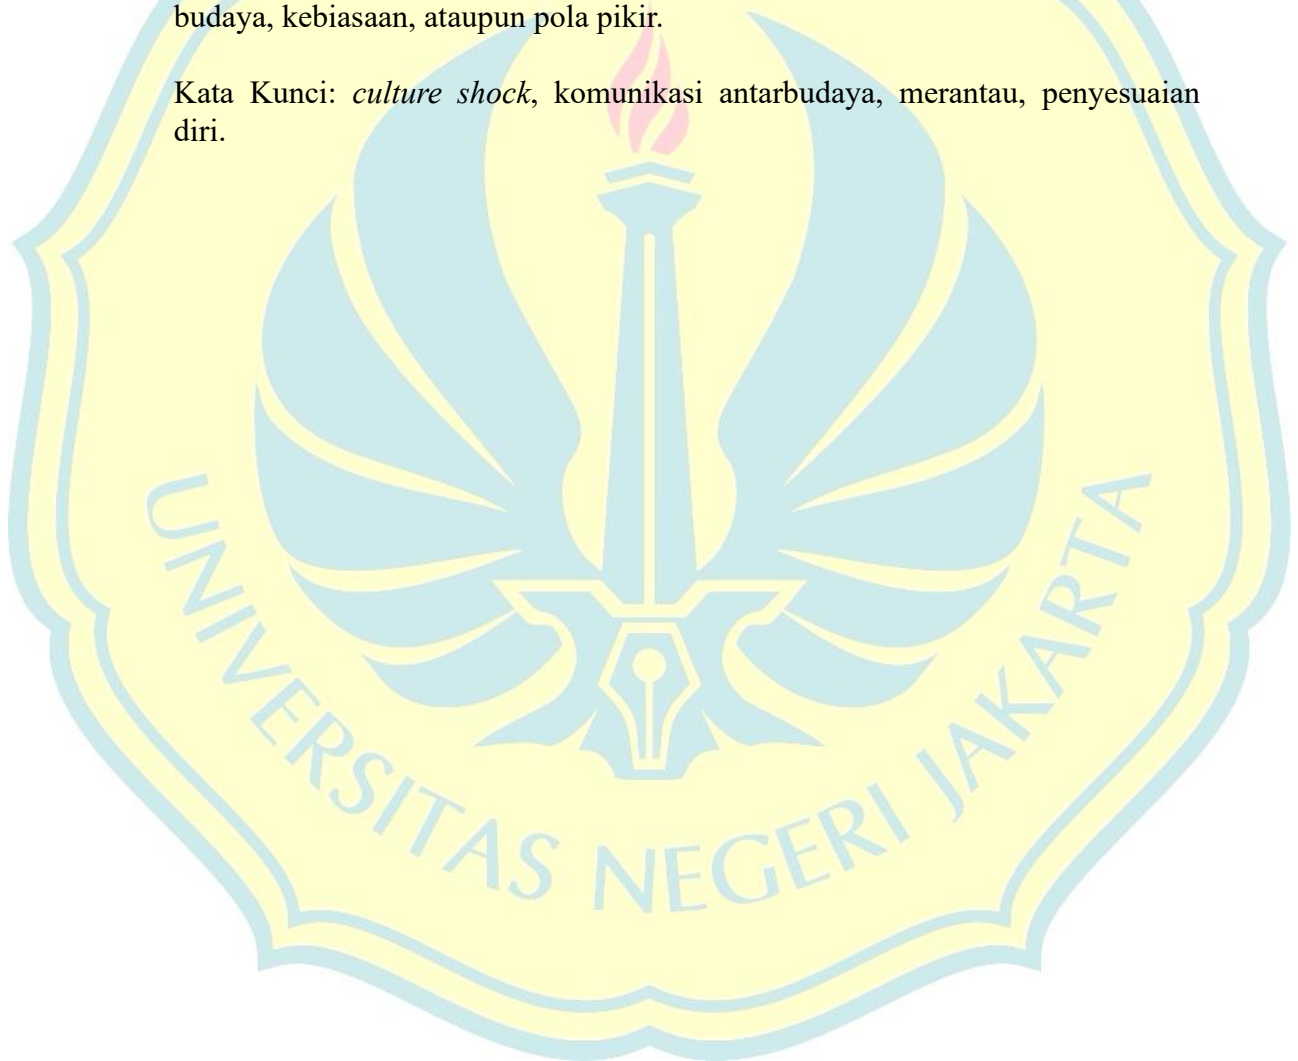 budaya, kebiasaan, ataupun pola pikir.
Kata Kunci: culture shock, komunikasi antarbudaya, merantau, penyesuaian
diri.
UNIVERSITAS NEGERI JAKARTA